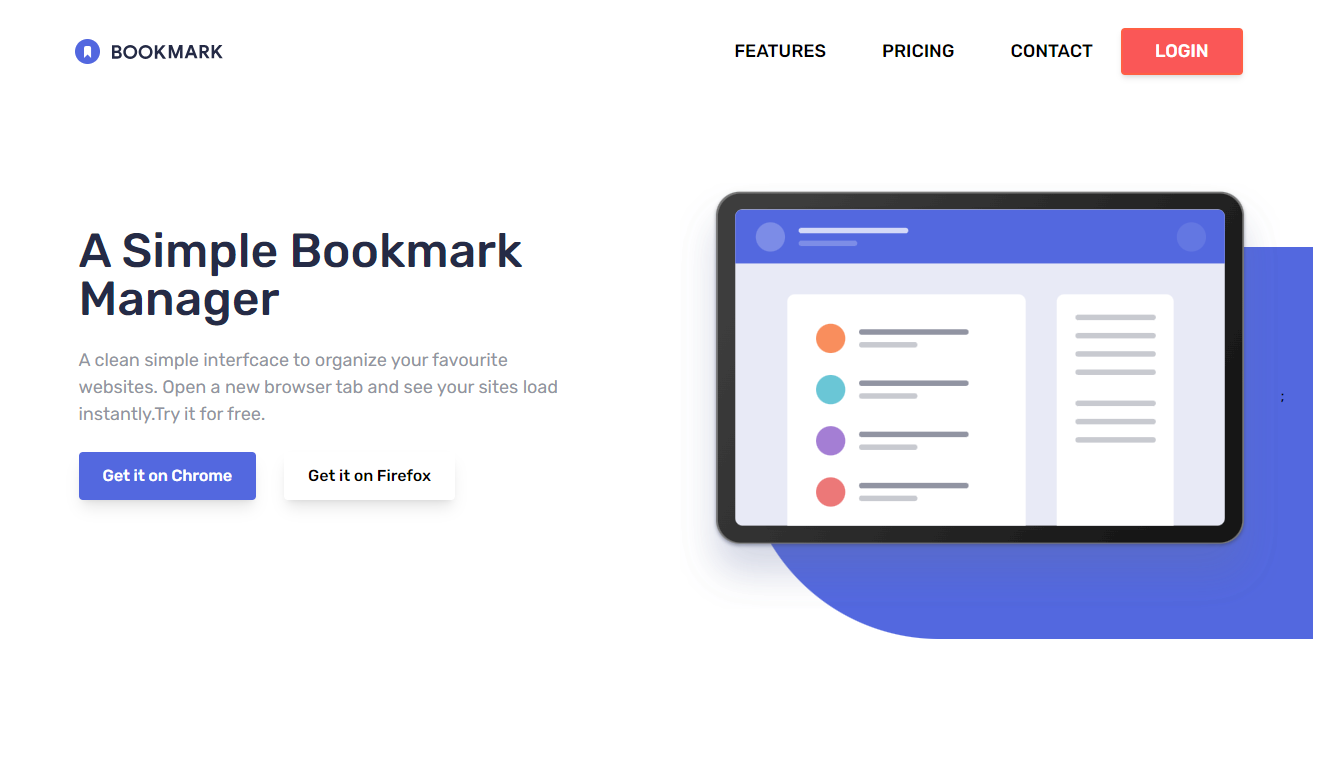 BOOKMARK
FEATURES PRICING CONTACT LOGIN
A Simple Bookmark
Manager
A clean simple interfcace to organize your favourite
websites. Open a new browser tab and see your sites load
instantly.Try it for free.
;
Get it on Chrome Get it on Firefox